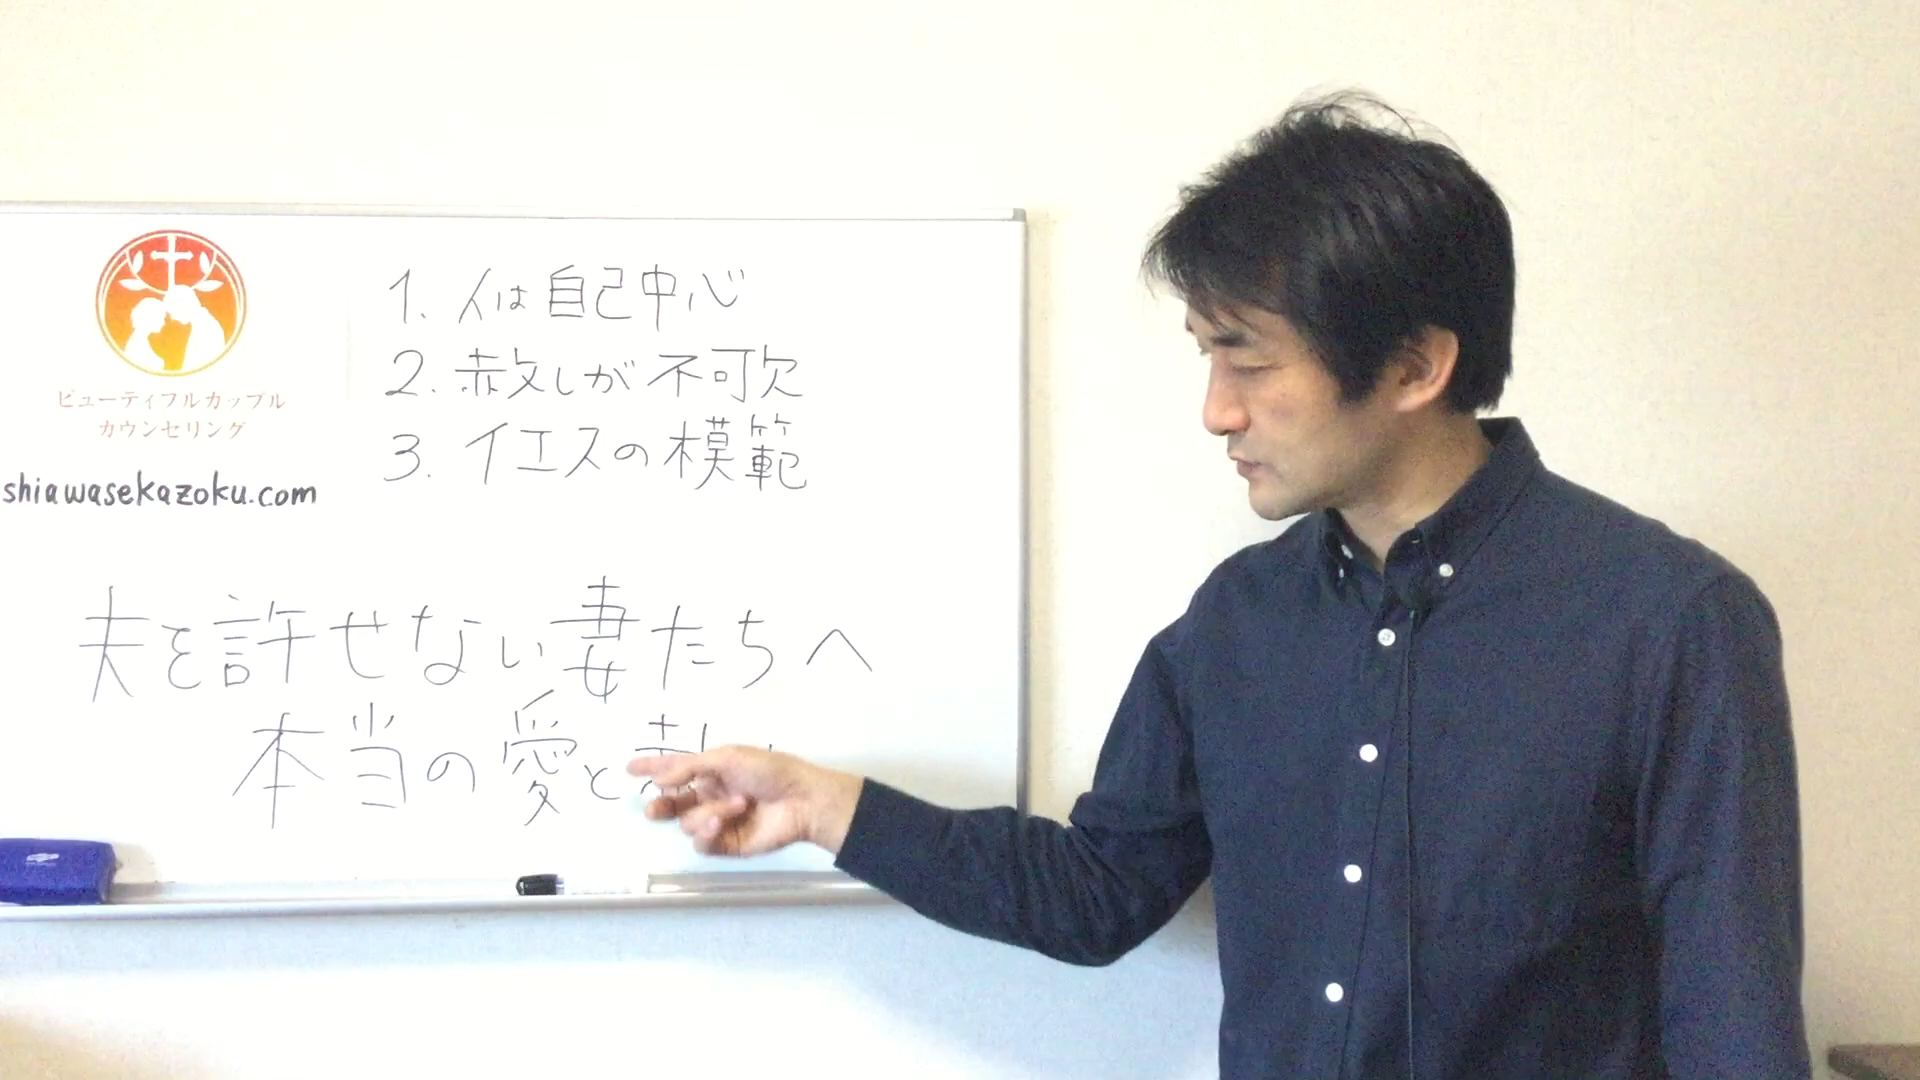 ビューティフルカップル
カウンセリング
shiawasekazoku.com
1. 人は自己中心
2. 赦しが不可欠
3. イエスの模範
夫を許せない妻たちへ
本当の愛と